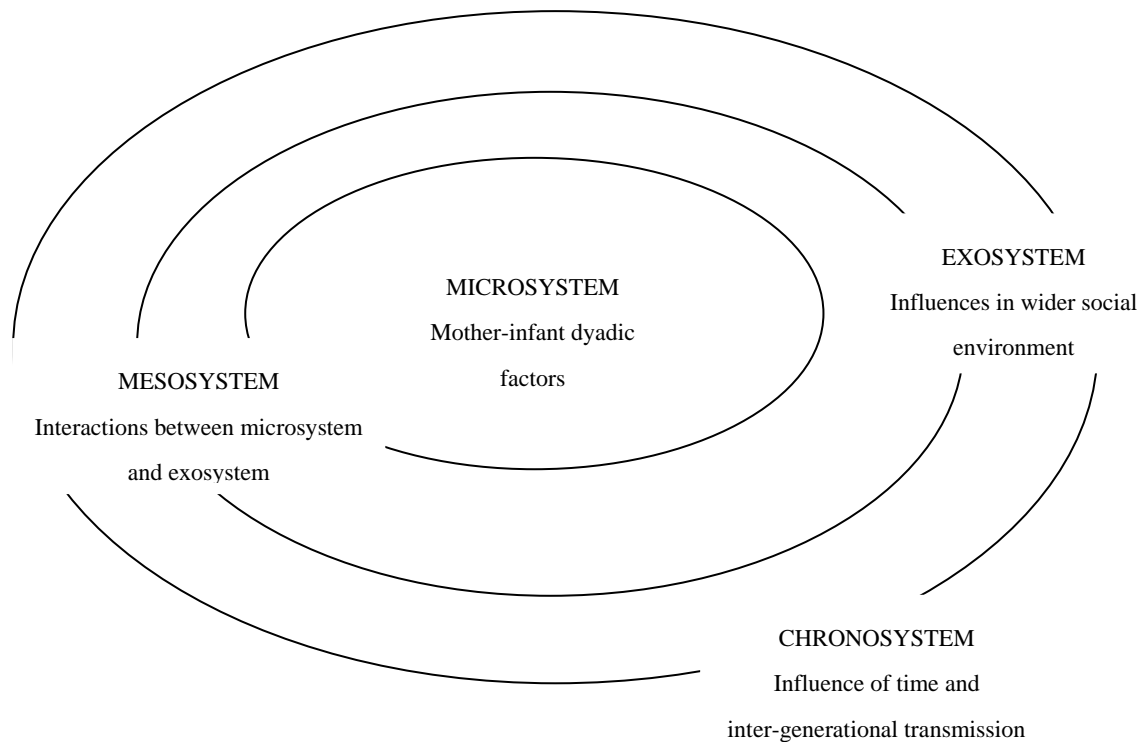 EXOSYSTEM
Influences in wider social
environment
MICROSYSTEM
Mother-infant dyadic
factors
MESOSYSTEM
Interactions between microsystem
and exosystem
CHRONOSYSTEM
Influence of time and
inter-generational transmission